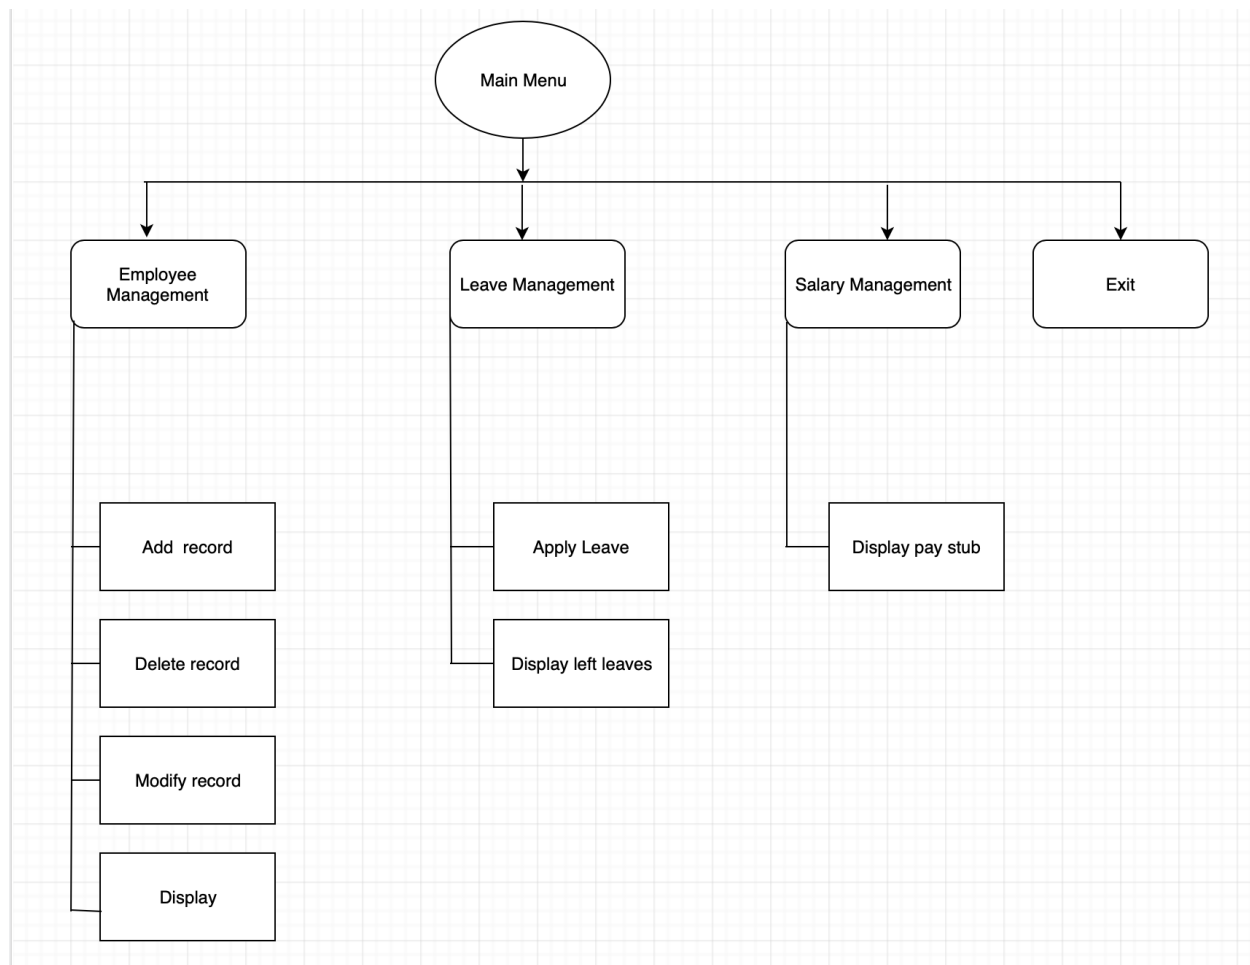 Main Menu
Employee
Management
Leave Management
Salary Management
Exit
Add  record
Apply Leave
Display pay stub
Delete record
Display left leaves
Modify record
Display